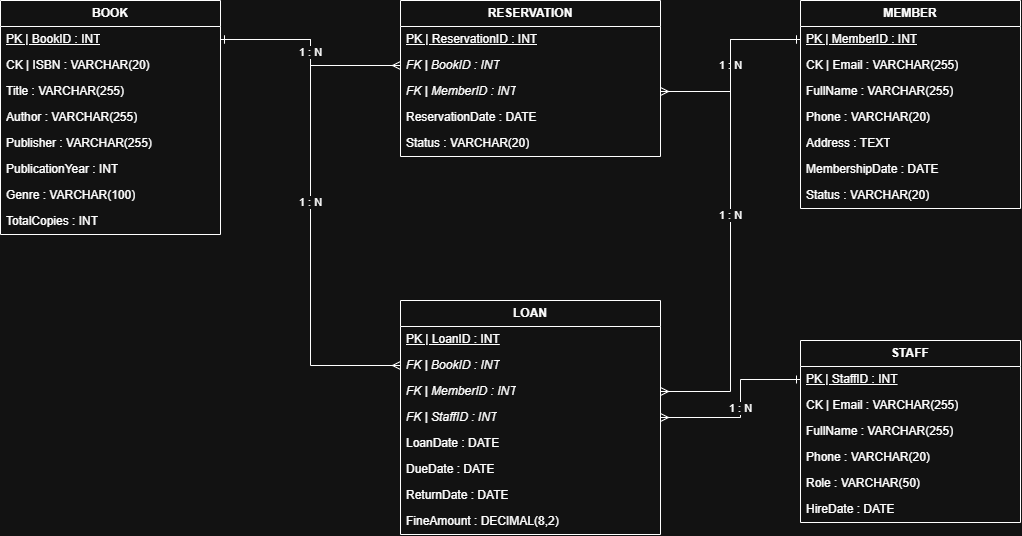 BOOK
PK | BookID : INT
CK | ISBN : VARCHAR(20)
Title : VARCHAR(255)
Author : VARCHAR(255)
Publisher : VARCHAR(255)
PublicationYear : INT
Genre : VARCHAR(100)
TotalCopies : INT
1 : N
1 : N
RESERVATION
PK | ReservationID : INT
FK | BookID : INT
FK | MemberID : INT
ReservationDate : DATE
Status : VARCHAR(20)
1 : N
1 : N
MEMBER
PK | MemberID : INT
CK | Email : VARCHAR(255)
FullName : VARCHAR(255)
Phone : VARCHAR(20)
Address : TEXT
MembershipDate : DATE
Status : VARCHAR(20)
LOAN
PK | LoanID : INT
FK | BookID : INT
FK | MemberID : INT
FK | StaffID : INT
LoanDate : DATE
DueDate : DATE
ReturnDate : DATE
FineAmount : DECIMAL(8,2)
1 : N
STAFF
PK | StaffID : INT
CK | Email : VARCHAR(255)
FullName : VARCHAR(255)
Phone : VARCHAR(20)
Role : VARCHAR(50)
HireDate : DATE